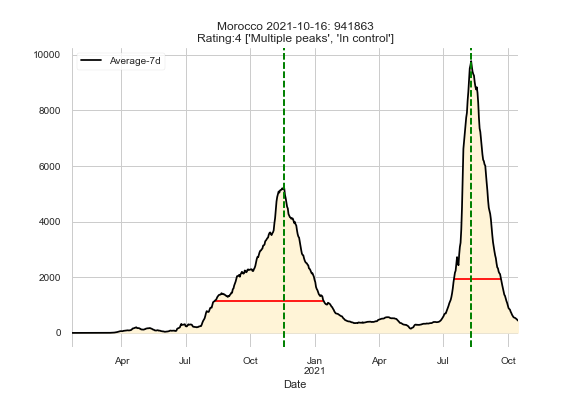 Morocco 2021-10-16: 941863
Rating:4 ['Multiple peaks', 'In control']
Average-7d
10000
8000
6000
4000
2000
0
Apr Jul Oct Jan Apr Jul Oct
2021
Date